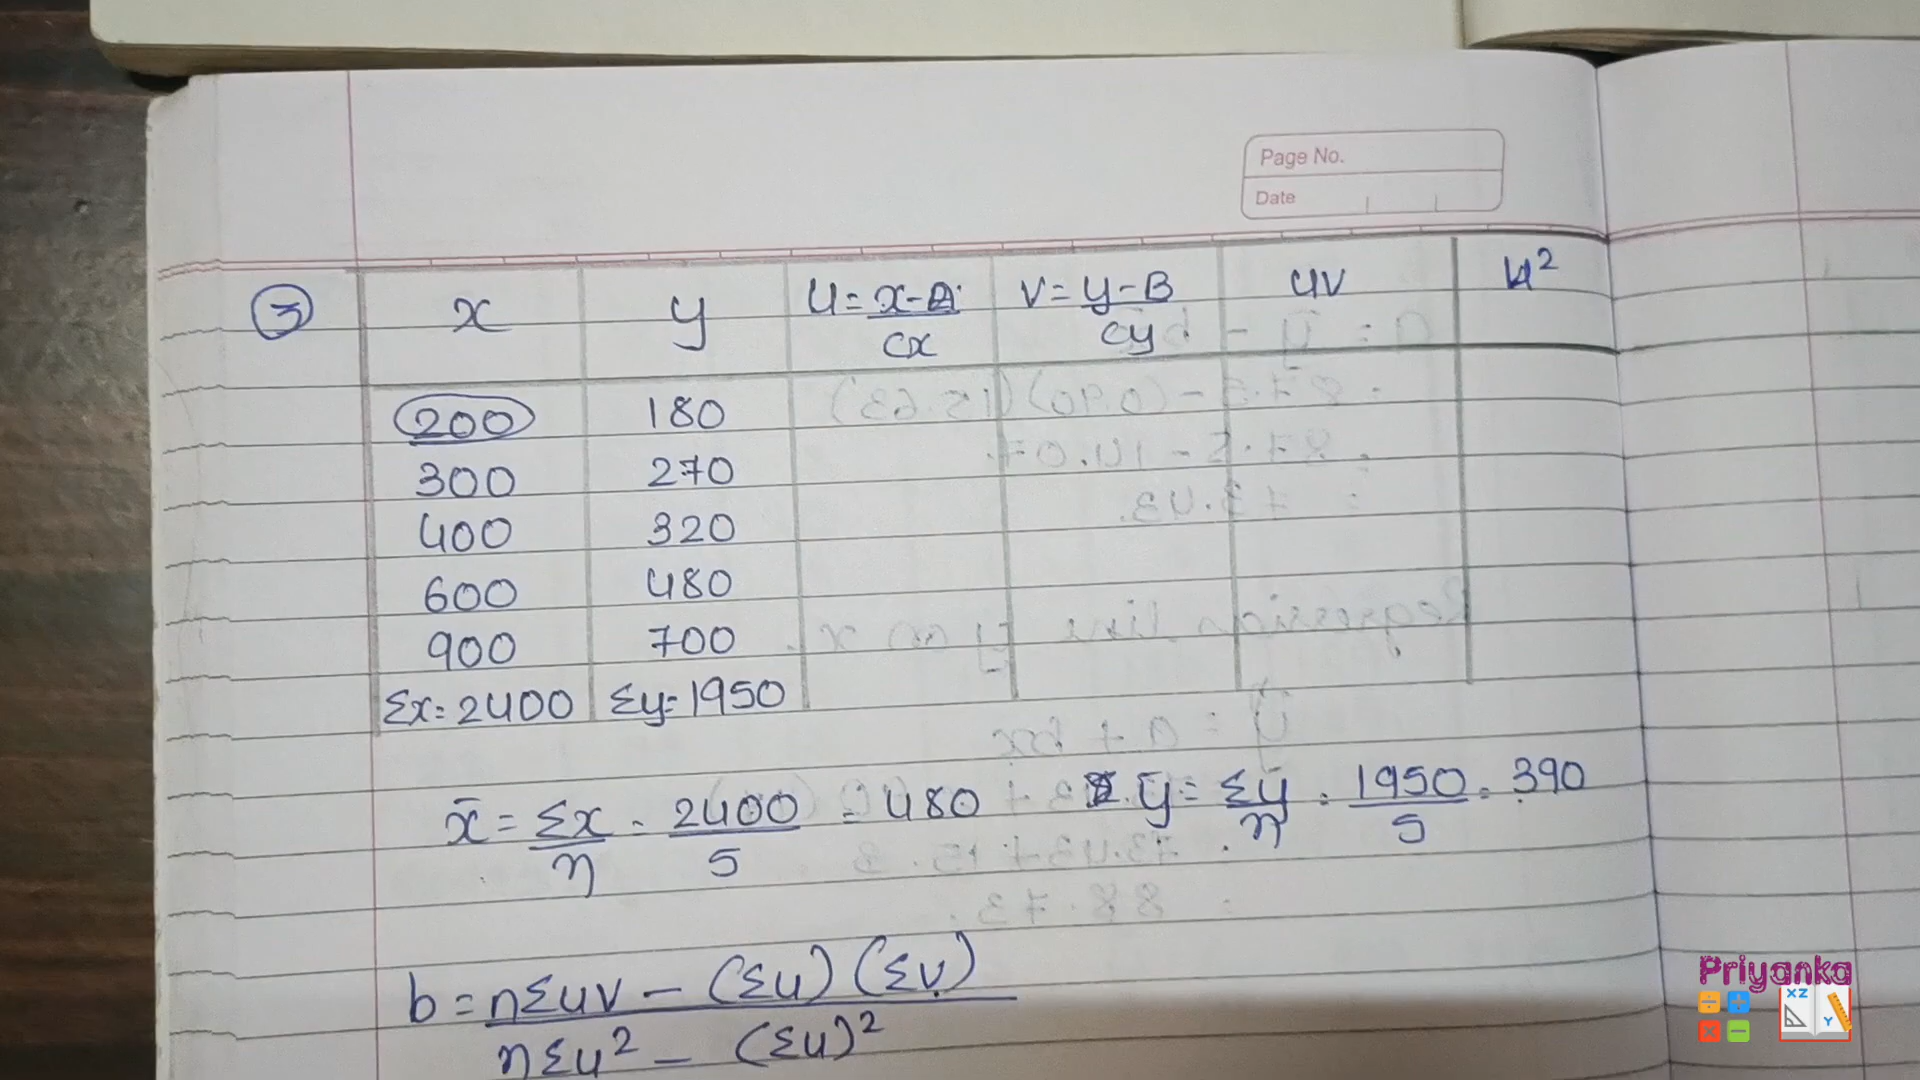 Page No.
Date
③ x y u = x-A/cx v = y-B/cy uv u²
200 180
300 270
400 320
600 480
900 700
Σx = 2400 Σy = 1950
x̄ = Σx/n = 2400/5 = 480 ȳ = Σy/n = 1950/5 = 390
b = nΣuv - (Σu)(Σv)
nΣu² - (Σu)²
Priyanka
XZ
Y